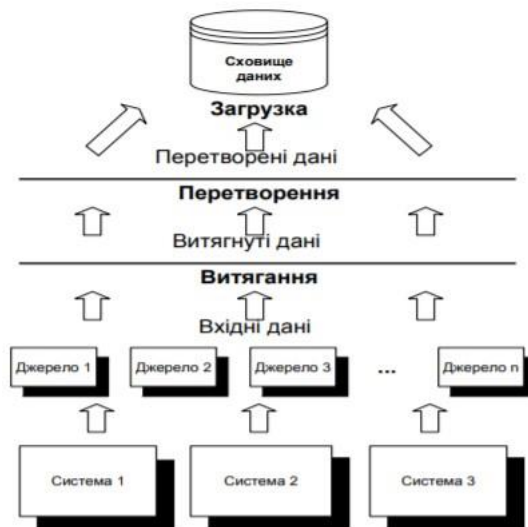 Сховище
даних
Загрузка
Перетворені дані
Перетворення
Витягнуті дані
Витягання
Вхідні дані
Джерело 1
Джерело 2
Джерело 3
...
Джерело n
Система 1
Система 2
Система 3